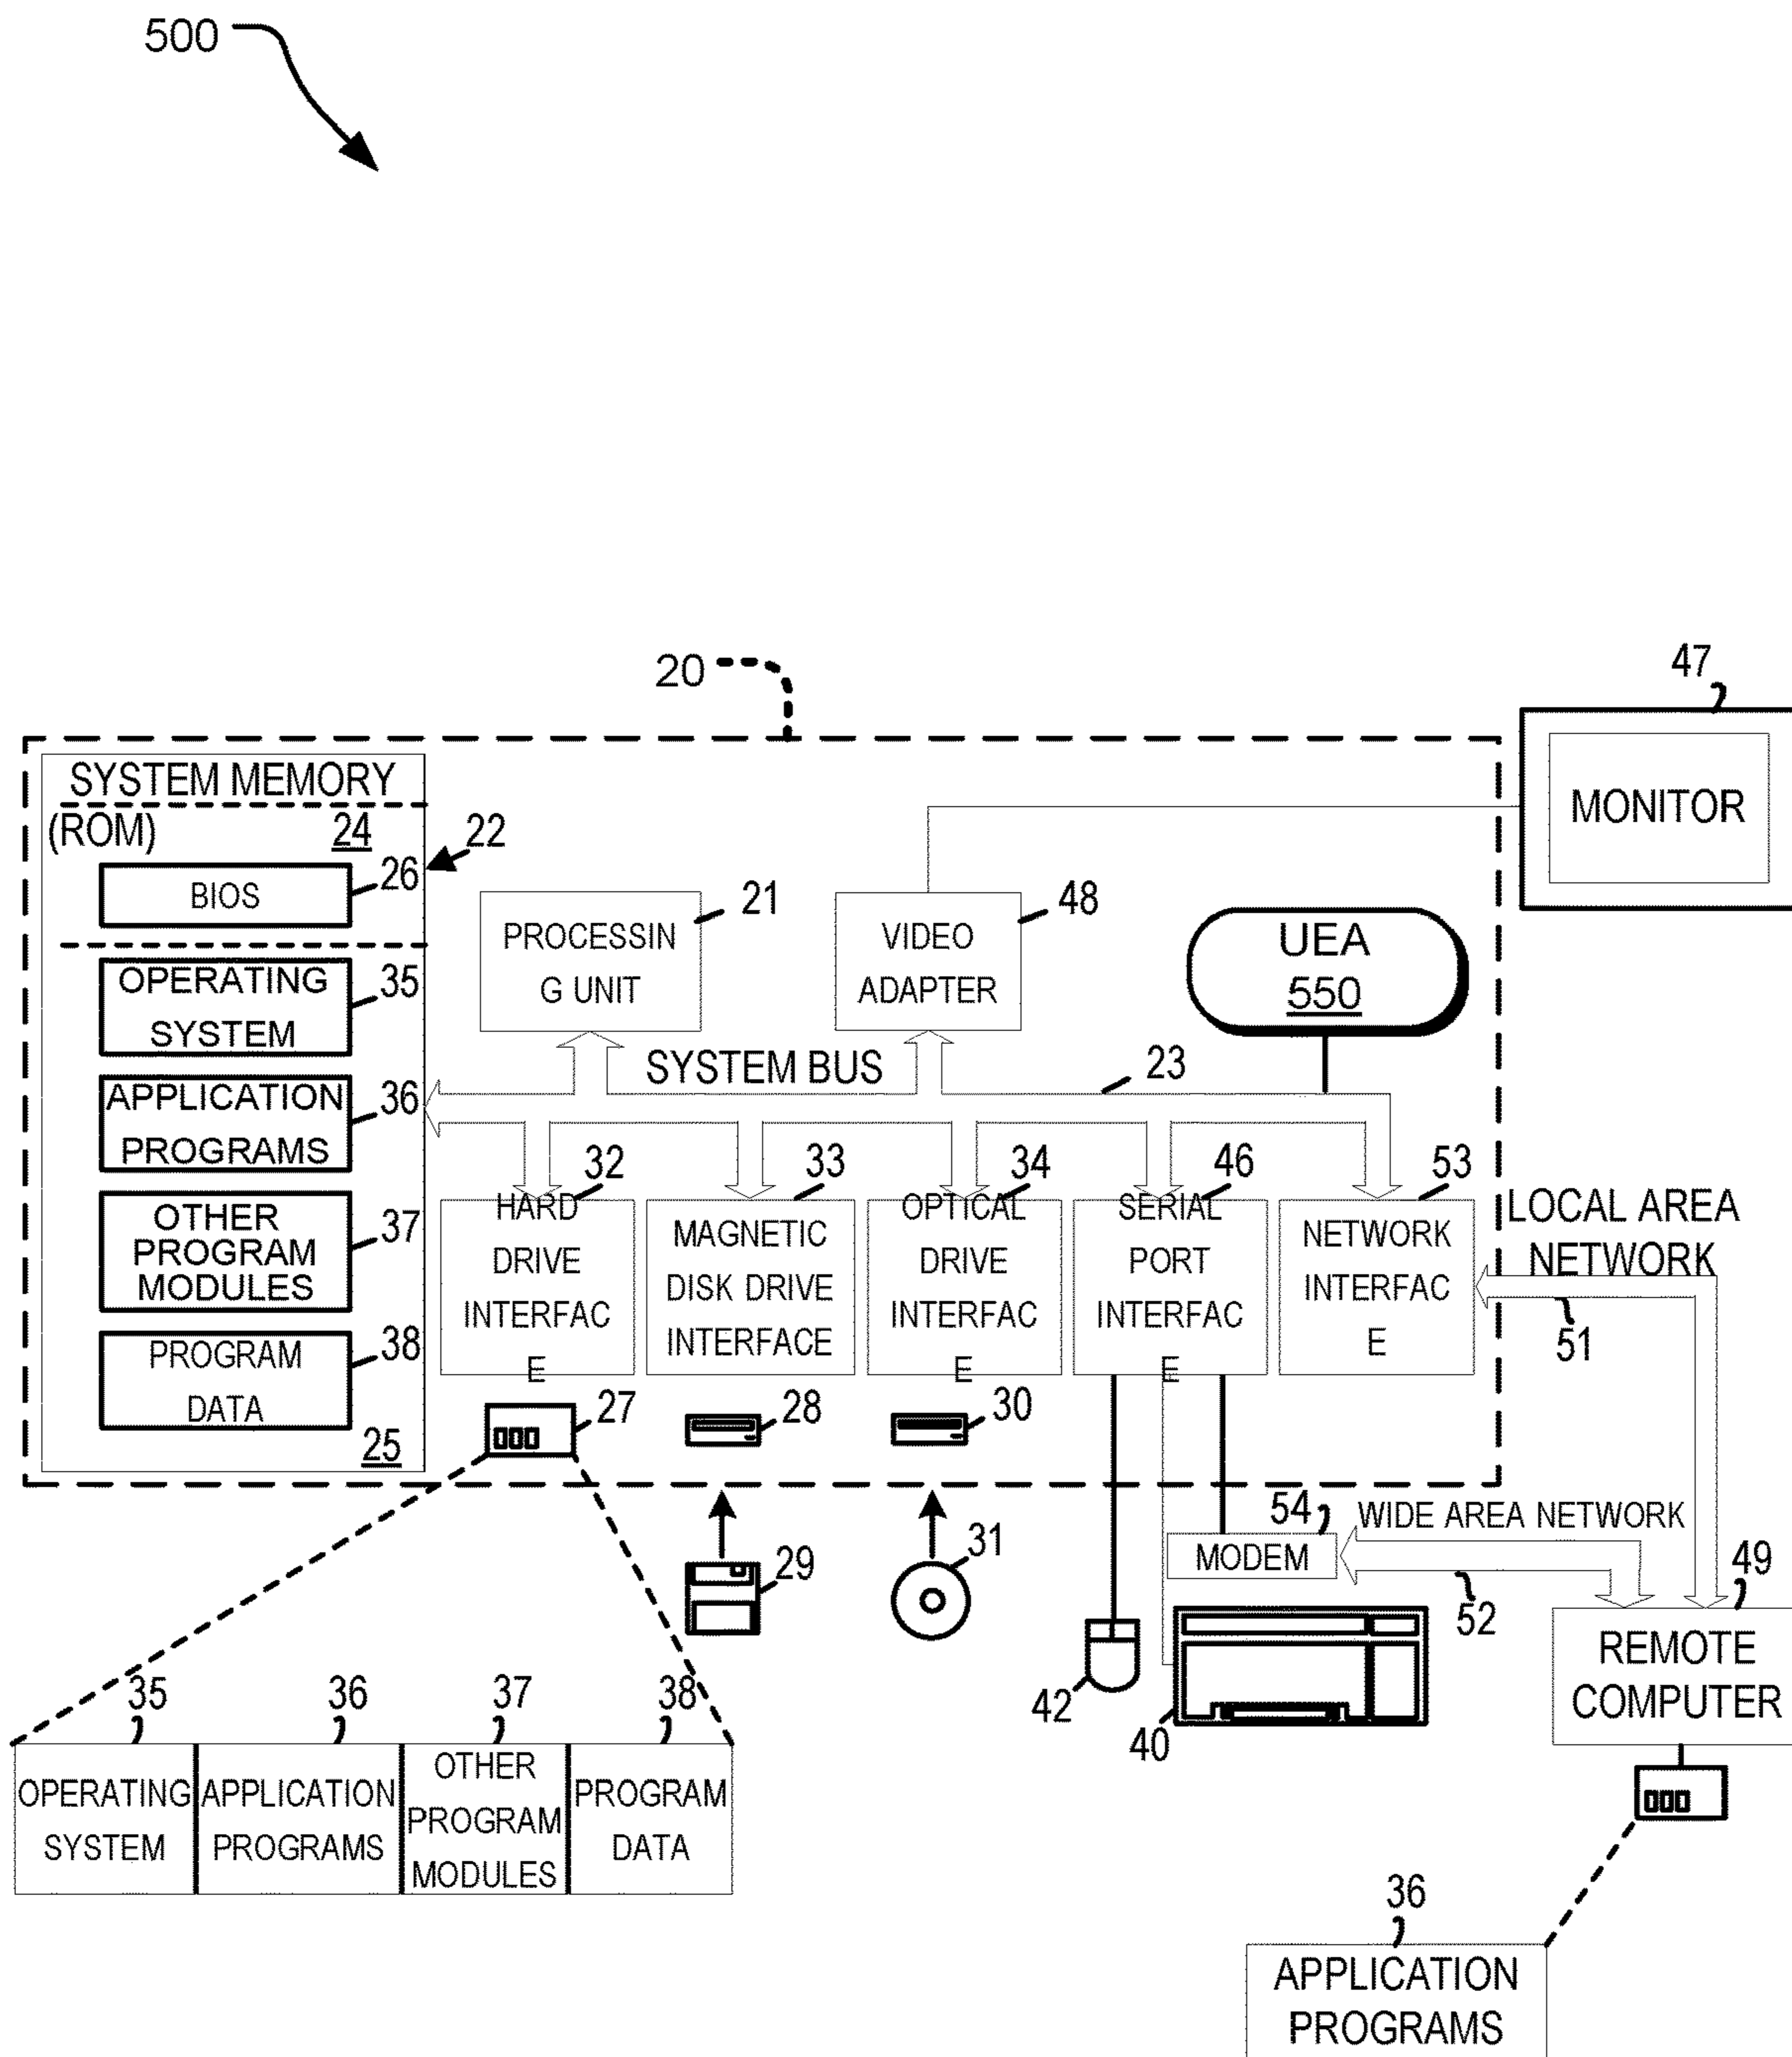 500
20
47
SYSTEM MEMORY
(ROM)
24
22
26
BIOS
MONITOR
21
48
PROCESSIN
G UNIT
VIDEO
ADAPTER
UEA
550
OPERATING
SYSTEM
35
SYSTEM BUS
23
APPLICATION
PROGRAMS
36
OTHER
PROGRAM
MODULES
37
PROGRAM
DATA
38
25
32
HARD
DRIVE
INTERFAC
E
33
MAGNETIC
DISK DRIVE
INTERFACE
34
OPTICAL
DRIVE
INTERFAC
E
46
SERIAL
PORT
INTERFAC
E
53
NETWORK
INTERFAC
E
LOCAL AREA
NETWORK
51
27
28
30
29
31
54
MODEM
WIDE AREA NETWORK
52
49
REMOTE
COMPUTER
42
40
35
36
37
38
OPERATING
SYSTEM
APPLICATION
PROGRAMS
OTHER
PROGRAM
MODULES
PROGRAM
DATA
36
APPLICATION
PROGRAMS